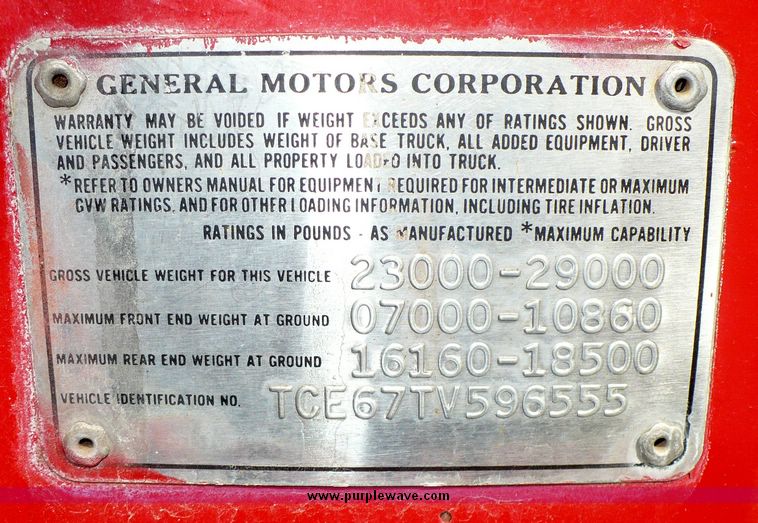 GENERAL MOTORS CORPORATION
WARRANTY MAY BE VOIDED IF WEIGHT EXCEEDS ANY OF RATINGS SHOWN. GROSS
VEHICLE WEIGHT INCLUDES WEIGHT OF BASE TRUCK, ALL ADDED EQUIPMENT, DRIVER
AND PASSENGERS, AND ALL PROPERTY LOADED INTO TRUCK.
*REFER TO OWNERS MANUAL FOR EQUIPMENT REQUIRED FOR INTERMEDIATE OR MAXIMUM
GVW RATINGS, AND FOR OTHER LOADING INFORMATION, INCLUDING TIRE INFLATION.
RATINGS IN POUNDS - AS MANUFACTURED *MAXIMUM CAPABILITY
GROSS VEHICLE WEIGHT FOR THIS VEHICLE 23000-29000
MAXIMUM FRONT END WEIGHT AT GROUND 07000-10860
MAXIMUM REAR END WEIGHT AT GROUND 16160-18500
VEHICLE IDENTIFICATION NO. TCE67TV596555
www.purplewave.com